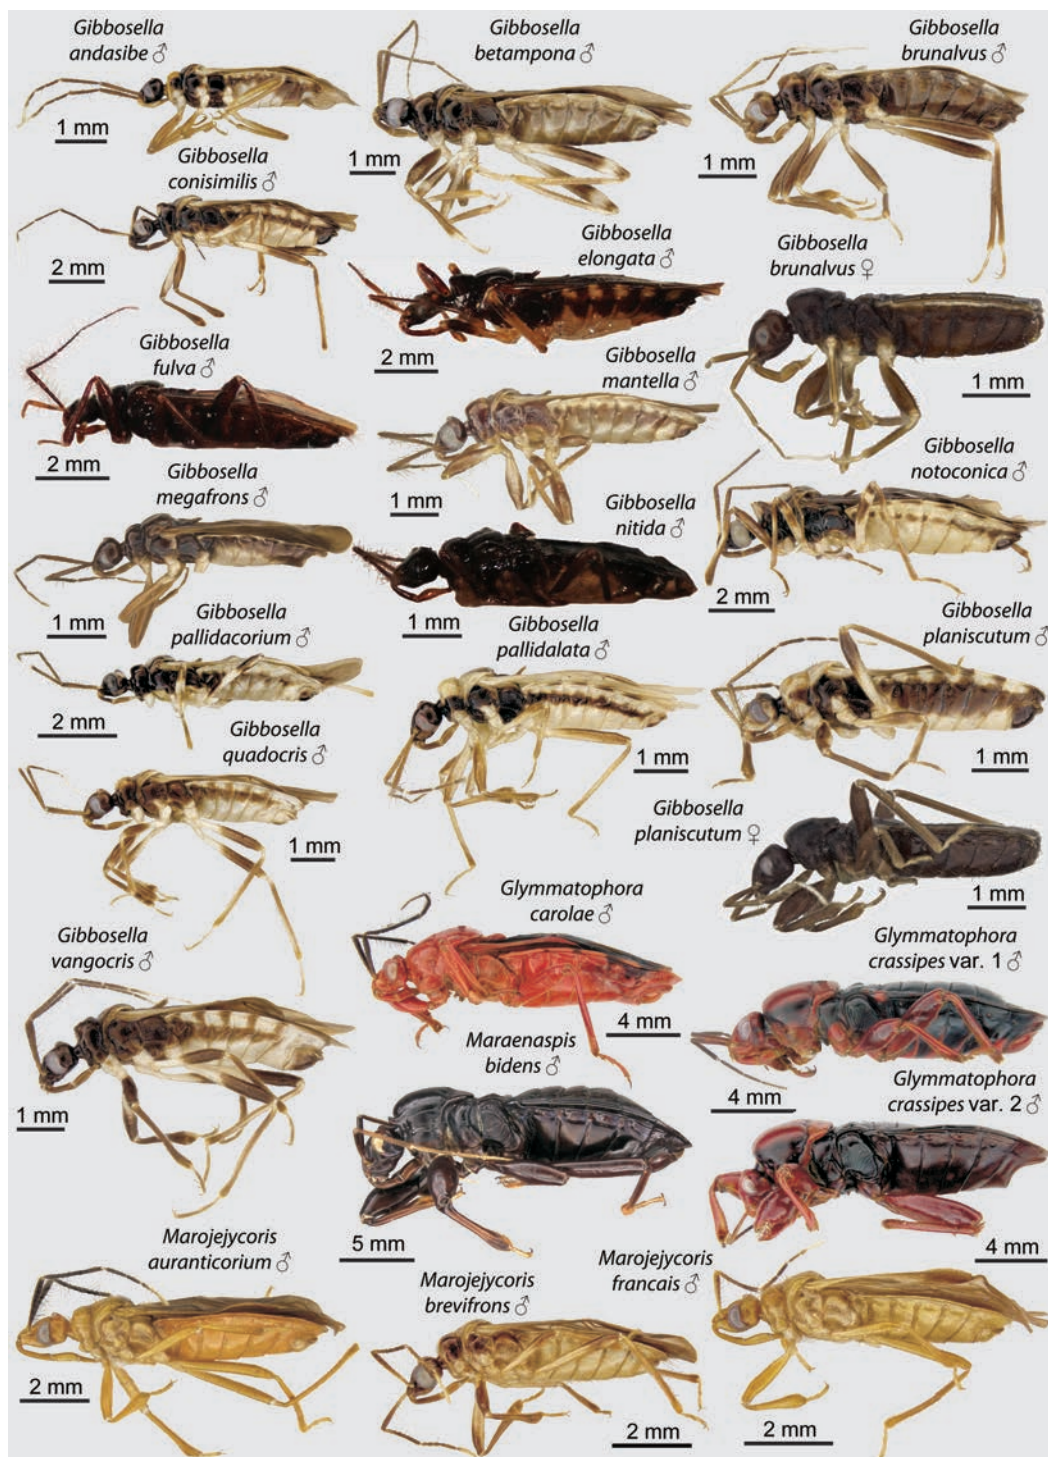 Gibbosella
andasibe ♂
1 mm
Gibbosella
betampona ♂
1 mm
Gibbosella
brunalvus ♂
1 mm
Gibbosella
conisimilis ♂
2 mm
Gibbosella
elongata ♂
2 mm
Gibbosella
brunalvus ♀
1 mm
Gibbosella
fulva ♂
2 mm
Gibbosella
mantella ♂
1 mm
Gibbosella
notoconica ♂
2 mm
Gibbosella
megafrons ♂
1 mm
Gibbosella
nitida ♂
1 mm
Gibbosella
pallidacorium ♂
2 mm
Gibbosella
pallidalata ♂
1 mm
Gibbosella
planiscutum ♂
1 mm
Gibbosella
quadocris ♂
1 mm
Gibbosella
planiscutum ♀
1 mm
Gibbosella
vangocris ♂
1 mm
Glymmatophora
carolae ♂
4 mm
Glymmatophora
crassipes var. 1 ♂
4 mm
Maraenaspis
bidens ♂
5 mm
Glymmatophora
crassipes var. 2 ♂
4 mm
Marojejycoris
auranticorium ♂
2 mm
Marojejycoris
brevifrons ♂
2 mm
Marojejycoris
francais ♂
2 mm